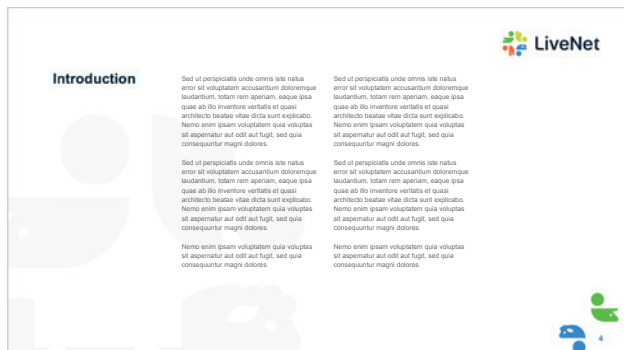 LiveNet
Introduction
Sed ut perspiciatis unde omnis iste natus
error sit voluptatem accusantium doloremque
laudantium, totam rem aperiam, eaque ipsa
quae ab illo inventore veritatis et quasi
architecto beatae vitae dicta sunt explicabo.
Nemo enim ipsam voluptatem quia voluptas
sit aspernatur aut odit aut fugit, sed quia
consequuntur magni dolores.
Sed ut perspiciatis unde omnis iste natus
error sit voluptatem accusantium doloremque
laudantium, totam rem aperiam, eaque ipsa
quae ab illo inventore veritatis et quasi
architecto beatae vitae dicta sunt explicabo.
Nemo enim ipsam voluptatem quia voluptas
sit aspernatur aut odit aut fugit, sed quia
consequuntur magni dolores.
Nemo enim ipsam voluptatem quia voluptas
sit aspernatur aut odit aut fugit, sed quia
consequuntur magni dolores.
Sed ut perspiciatis unde omnis iste natus
error sit voluptatem accusantium doloremque
laudantium, totam rem aperiam, eaque ipsa
quae ab illo inventore veritatis et quasi
architecto beatae vitae dicta sunt explicabo.
Nemo enim ipsam voluptatem quia voluptas
sit aspernatur aut odit aut fugit, sed quia
consequuntur magni dolores.
Sed ut perspiciatis unde omnis iste natus
error sit voluptatem accusantium doloremque
laudantium, totam rem aperiam, eaque ipsa
quae ab illo inventore veritatis et quasi
architecto beatae vitae dicta sunt explicabo.
Nemo enim ipsam voluptatem quia voluptas
sit aspernatur aut odit aut fugit, sed quia
consequuntur magni dolores.
Nemo enim ipsam voluptatem quia voluptas
sit aspernatur aut odit aut fugit, sed quia
consequuntur magni dolores.
4